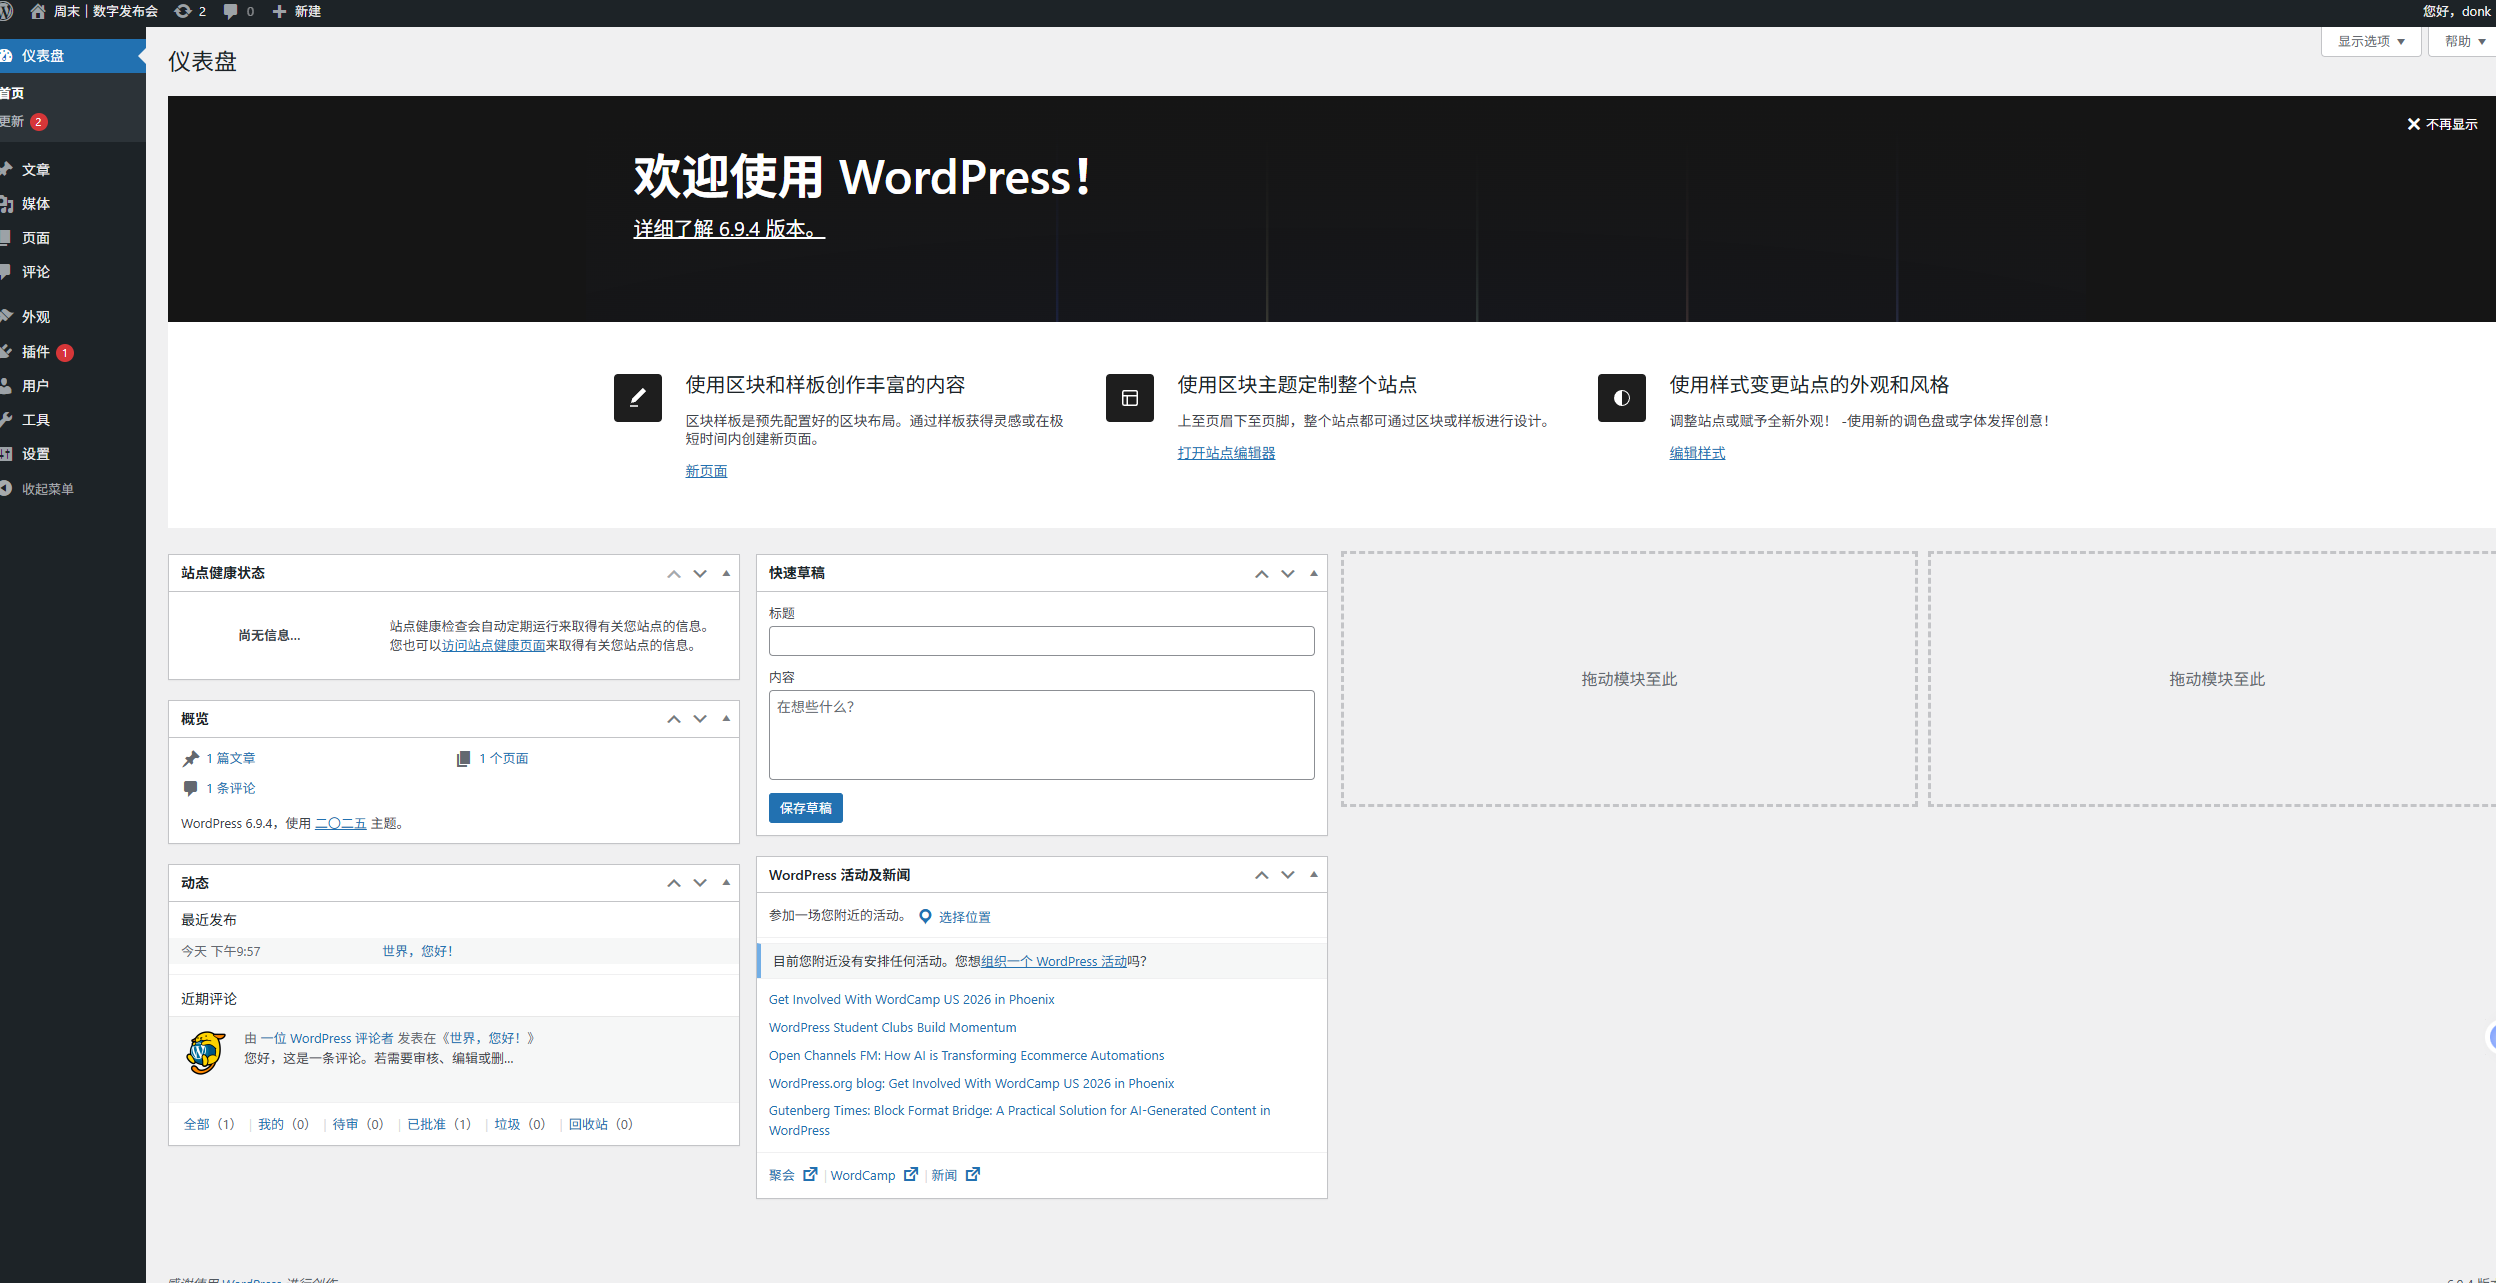 周末 | 数字发布会 2 0 新建
您好，donk
仪表盘
首页
更新 2
文章
媒体
页面
评论
外观
插件 1
用户
工具
设置
收起菜单
显示选项
帮助
仪表盘
不再显示
欢迎使用 WordPress！
详细了解 6.9.4 版本。
使用区块和样板创作丰富的内容
区块样板是预先配置好的区块布局。通过样板获得灵感或在极
短时间内创建新页面。
新页面
使用区块主题定制整个站点
上至页眉下至页脚，整个站点都可通过区块或样板进行设计。
打开站点编辑器
使用样式变更站点的外观和风格
调整站点或赋予全新外观！ -使用新的调色盘或字体发挥创意！
编辑样式
站点健康状态
尚无信息...
站点健康检查会自动定期运行来取得有关您站点的信息。
您也可以访问站点健康页面来取得有关您站点的信息。
概览
1 篇文章
1 个页面
1 条评论
WordPress 6.9.4，使用 二〇二五 主题。
动态
最近发布
今天 下午9:57 世界，您好！
近期评论
由 一位 WordPress 评论者 发表在《世界，您好！》
您好，这是一条评论。若需要审核、编辑或删...
全部（1） | 我的（0） | 待审（0） | 已批准（1） | 垃圾（0） | 回收站（0）
快速草稿
标题
内容
在想些什么？
保存草稿
WordPress 活动及新闻
参加一场您附近的活动。 选择位置
目前您附近没有安排任何活动。您想组织一个 WordPress 活动吗？
Get Involved With WordCamp US 2026 in Phoenix
WordPress Student Clubs Build Momentum
Open Channels FM: How AI is Transforming Ecommerce Automations
WordPress.org blog: Get Involved With WordCamp US 2026 in Phoenix
Gutenberg Times: Block Format Bridge: A Practical Solution for AI-Generated Content in
WordPress
聚会 | WordCamp | 新闻
拖动模块至此
拖动模块至此
感谢使用 WordPress 进行创作
6.9.4 版本